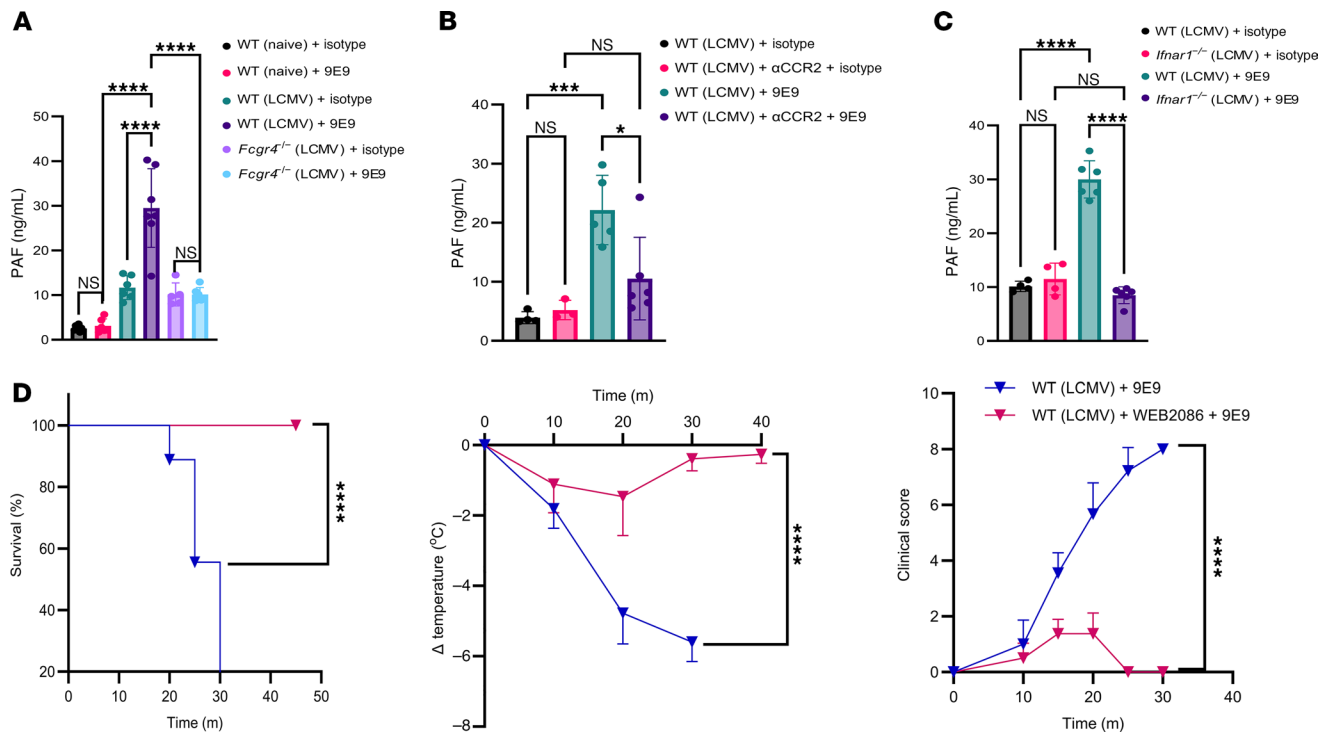 A
WT (naive) + isotype
WT (naive) + 9E9
WT (LCMV) + isotype
WT (LCMV) + 9E9
Fcgr4–/– (LCMV) + isotype
Fcgr4–/– (LCMV) + 9E9
****
****
****
NS
NS
PAF (ng/mL)
50
40
30
20
10
0
B
WT (LCMV) + isotype
WT (LCMV) + αCCR2 + isotype
WT (LCMV) + 9E9
WT (LCMV) + αCCR2 + 9E9
NS
***
NS
*
PAF (ng/mL)
40
30
20
10
0
C
WT (LCMV) + isotype
Ifnar1–/– (LCMV) + isotype
WT (LCMV) + 9E9
Ifnar1–/– (LCMV) + 9E9
****
NS
NS
****
PAF (ng/mL)
40
30
20
10
0
D
Survival (%)
100
80
60
40
20
0 10 20 30 40 50
Time (m)
****
Time (m)
0 10 20 30 40
Δ temperature (°C)
0
–2
–4
–6
–8
****
WT (LCMV) + 9E9
WT (LCMV) + WEB2086 + 9E9
Clinical score
10
8
6
4
2
0
0 10 20 30 40
Time (m)
****